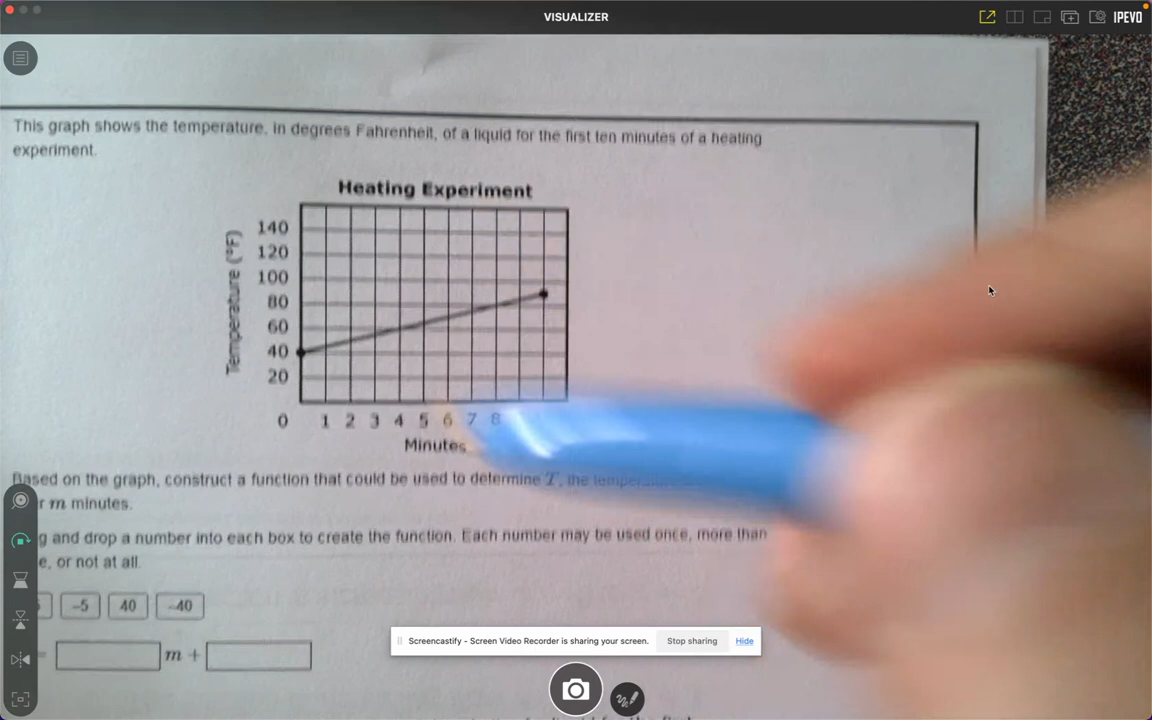 VISUALIZER
IPEVO
This graph shows the temperature, in degrees Fahrenheit, of a liquid for the first ten minutes of a heating
experiment.
Heating Experiment
Temperature (°F)
140
120
100
80
60
40
20
0 1 2 3 4 5 6 7 8
Minutes
Based on the graph, construct a function that could be used to determine T, the
r m minutes.
g and drop a number into each box to create the function. Each number may be used once, more than
e, or not at all.
-5 40 -40
= m +
Screencastify - Screen Video Recorder is sharing your screen. Stop sharing Hide